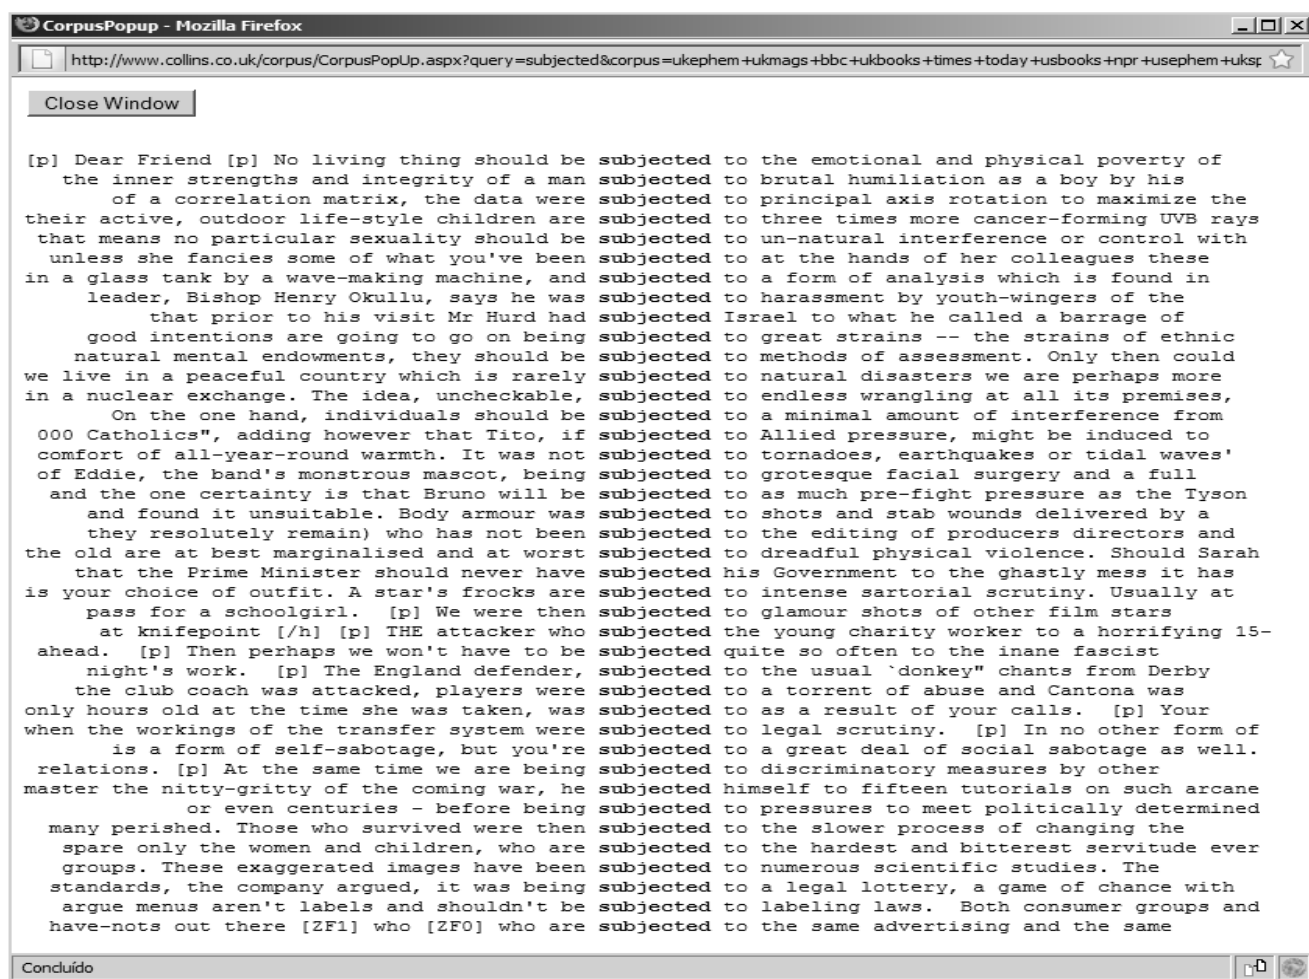 CorpusPopup - Mozilla Firefox
http://www.collins.co.uk/corpus/CorpusPopUp.aspx?query=subjected&corpus=ukephem+ukmags+bbc+ukbooks+times+today+usbooks+npr+usephem+uksp
Close Window
[p] Dear Friend [p] No living thing should be subjected to the emotional and physical poverty of
the inner strengths and integrity of a man subjected to brutal humiliation as a boy by his
of a correlation matrix, the data were subjected to principal axis rotation to maximize the
their active, outdoor life-style children are subjected to three times more cancer-forming UVB rays
that means no particular sexuality should be subjected to un-natural interference or control with
unless she fancies some of what you've been subjected to at the hands of her colleagues these
in a glass tank by a wave-making machine, and subjected to a form of analysis which is found in
leader, Bishop Henry Okullu, says he was subjected to harassment by youth-wingers of the
that prior to his visit Mr Hurd had subjected Israel to what he called a barrage of
good intentions are going to go on being subjected to great strains -- the strains of ethnic
natural mental endowments, they should be subjected to methods of assessment. Only then could
we live in a peaceful country which is rarely subjected to natural disasters we are perhaps more
in a nuclear exchange. The idea, uncheckable, subjected to endless wrangling at all its premises,
On the one hand, individuals should be subjected to a minimal amount of interference from
000 Catholics", adding however that Tito, if subjected to Allied pressure, might be induced to
comfort of all-year-round warmth. It was not subjected to tornadoes, earthquakes or tidal waves'
of Eddie, the band's monstrous mascot, being subjected to grotesque facial surgery and a full
and the one certainty is that Bruno will be subjected to as much pre-fight pressure as the Tyson
and found it unsuitable. Body armour was subjected to shots and stab wounds delivered by a
they resolutely remain) who has not been subjected to the editing of producers directors and
the old are at best marginalised and at worst subjected to dreadful physical violence. Should Sarah
that the Prime Minister should never have subjected his Government to the ghastly mess it has
is your choice of outfit. A star's frocks are subjected to intense sartorial scrutiny. Usually at
pass for a schoolgirl. [p] We were then subjected to glamour shots of other film stars
at knifepoint [/h] [p] THE attacker who subjected the young charity worker to a horrifying 15-
ahead. [p] Then perhaps we won't have to be subjected quite so often to the inane fascist
night's work. [p] The England defender, subjected to the usual `donkey" chants from Derby
the club coach was attacked, players were subjected to a torrent of abuse and Cantona was
only hours old at the time she was taken, was subjected to as a result of your calls. [p] Your
when the workings of the transfer system were subjected to legal scrutiny. [p] In no other form of
is a form of self-sabotage, but you're subjected to a great deal of social sabotage as well.
relations. [p] At the same time we are being subjected to discriminatory measures by other
master the nitty-gritty of the coming war, he subjected himself to fifteen tutorials on such arcane
or even centuries - before being subjected to pressures to meet politically determined
many perished. Those who survived were then subjected to the slower process of changing the
spare only the women and children, who are subjected to the hardest and bitterest servitude ever
groups. These exaggerated images have been subjected to numerous scientific studies. The
standards, the company argued, it was being subjected to a legal lottery, a game of chance with
argue menus aren't labels and shouldn't be subjected to labeling laws. Both consumer groups and
have-nots out there [ZF1] who [ZF0] who are subjected to the same advertising and the same
Concluído